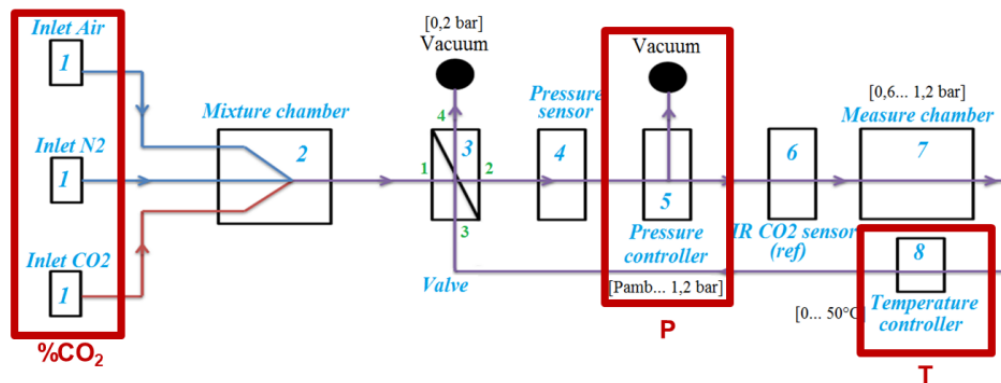 Inlet Air
1
Inlet N2
1
Inlet CO2
1
%CO₂
Mixture chamber
2
[0,2 bar]
Vacuum
4
3
1
2
3
Valve
Pressure
sensor
4
Vacuum
5
Pressure
controller
[Pamb... 1,2 bar]
P
6
IR CO2 sensor
(ref)
[0,6... 1,2 bar]
Measure chamber
7
8
[0... 50°C]
Temperature
controller
T